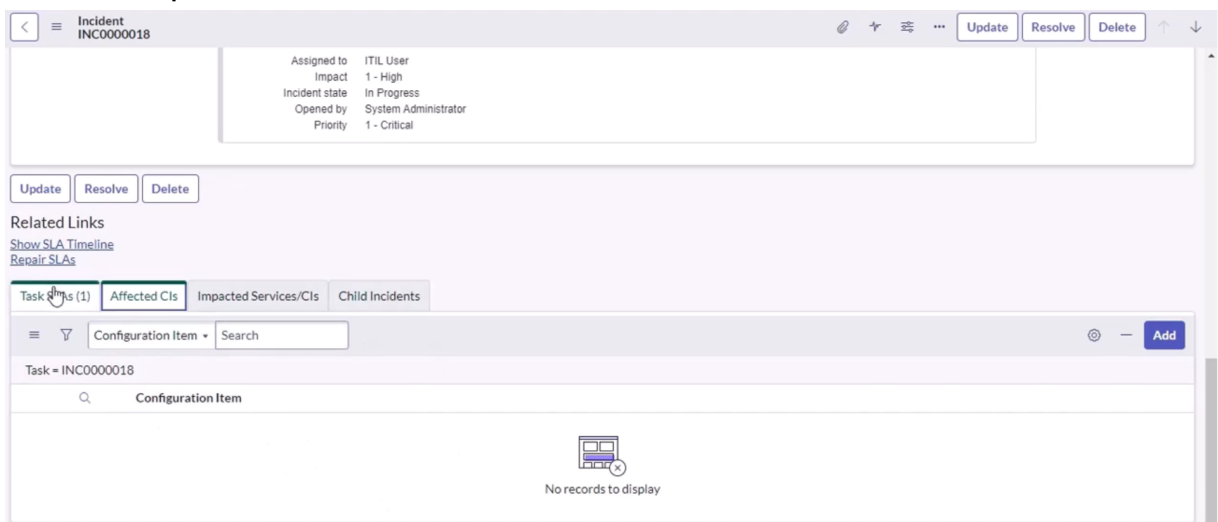 Incident
INC0000018
Update Resolve Delete
Assigned to ITIL User
Impact 1 - High
Incident state In Progress
Opened by System Administrator
Priority 1 - Critical
Update Resolve Delete
Related Links
Show SLA Timeline
Repair SLAs
Task (1) Affected CIs Impacted Services/CIs Child Incidents
Configuration Item Search Add
Task = INC0000018
Configuration Item
No records to display